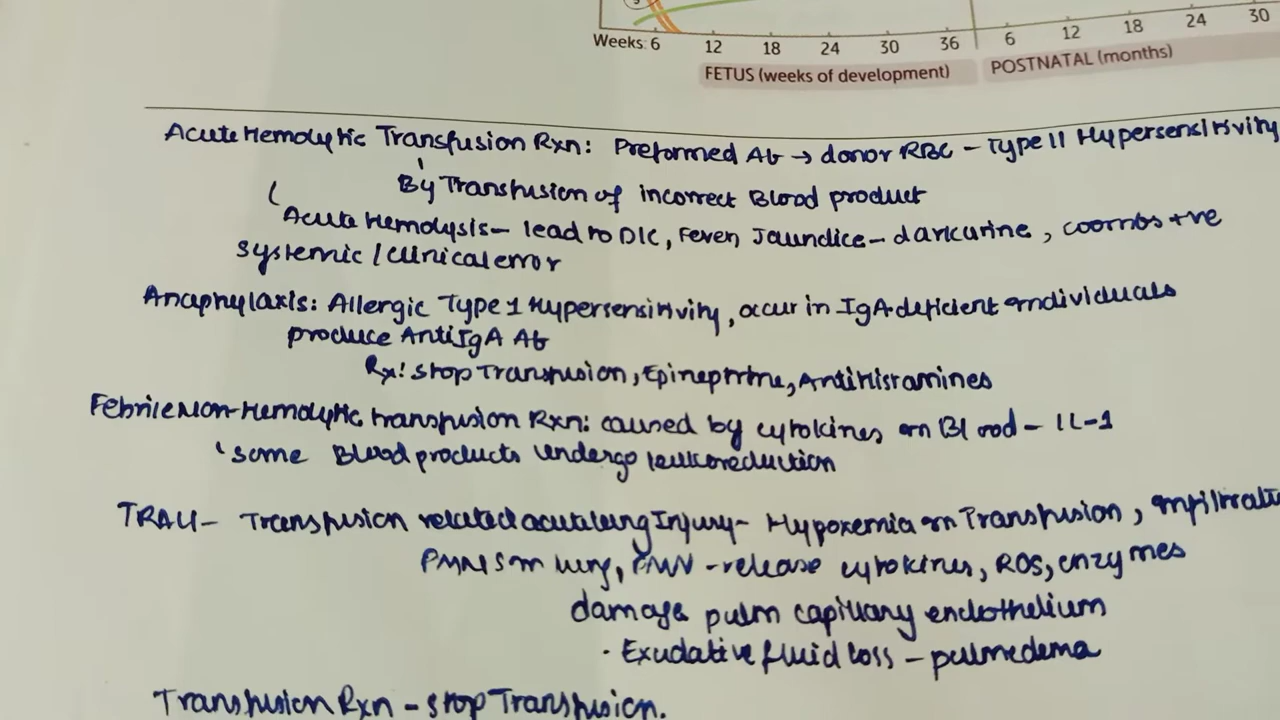 Weeks: 6 12 18 24 30 36 6 12 18 24 30
FETUS (weeks of development) POSTNATAL (months)
Acute Hemolytic Transfusion Rxn: Preformed Ab → donor RBC – Type II Hypersensitivity
By Transfusion of incorrect Blood product
Acute Hemolysis – lead to DIC, Fever, Jaundice – dark urine, coombs +ve
systemic / clinical error
Anaphylaxis: Allergic Type 1 Hypersensitivity, occur in IgA-deficient individuals
produce Anti IgA Ab
Rx: stop Transfusion, Epinephrine, Antihistamines
Febrile Non-Hemolytic transfusion Rxn: caused by cytokines in Blood – IL-1
some Blood products undergo leukoreduction
TRALI – Transfusion related acute lung Injury – Hypoxemia in Transfusion,
PMNs in lung, PMN – release cytokines, ROS, enzymes
damage pulm capillary endothelium
· Exudative fluid loss – pulm edema
Transfusion Rxn – stop Transfusion.